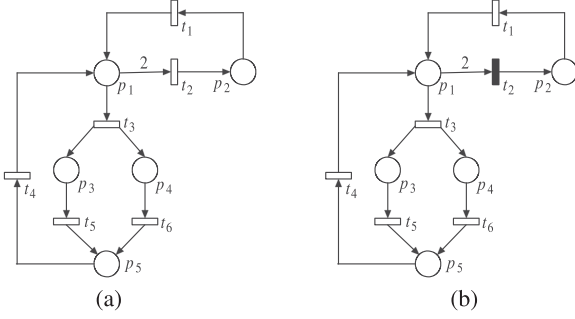 t1 t1
2 2
p1 t2 p2 p1 t2 p2
t3 t3
t4 p3 p4 t4 p3 p4
t5 t6 t5 t6
p5 p5
(a) (b)